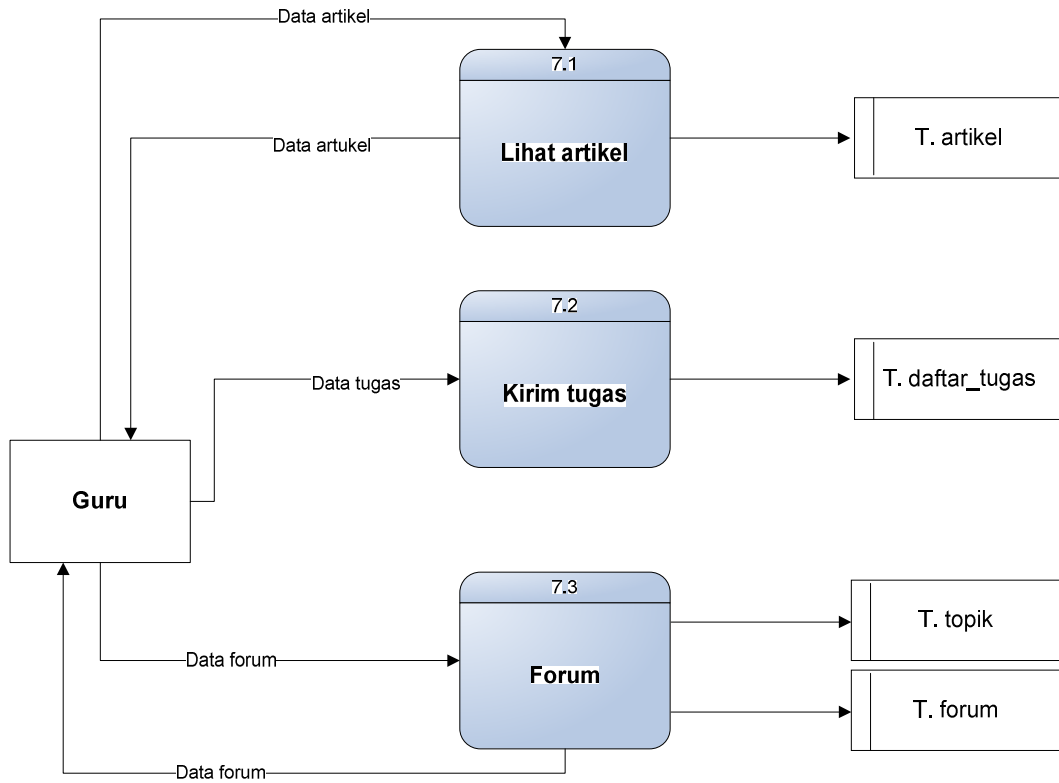 Data artikel
7.1
Data artukel
Lihat artikel
T. artikel
7.2
Data tugas
Kirim tugas
T. daftar_tugas
Guru
7.3
T. topik
Data forum
Forum
T. forum
Data forum